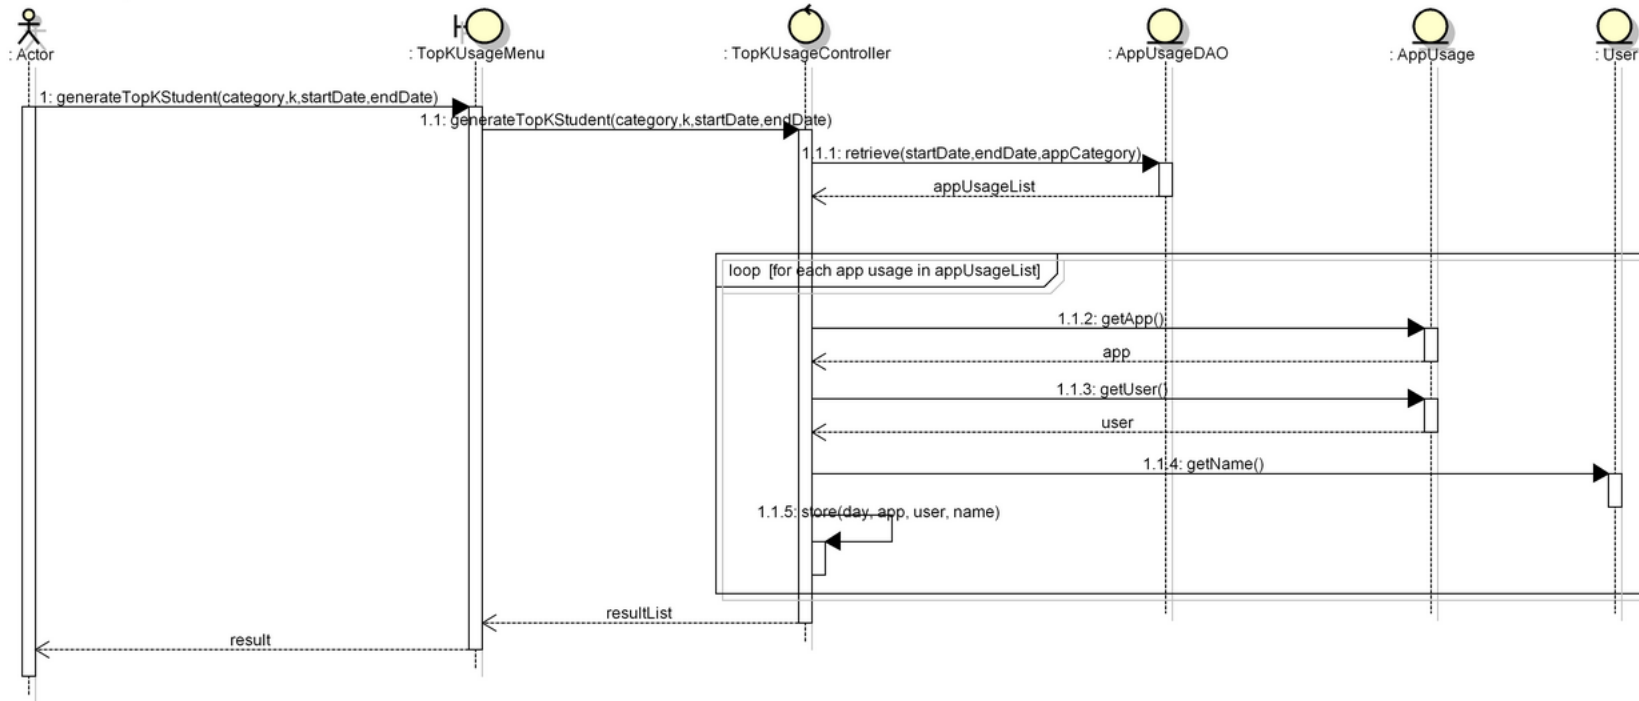 : Actor
: TopKUsageMenu
: TopKUsageController
: AppUsageDAO
: AppUsage
: User
1: generateTopKStudent(category,k,startDate,endDate)
1.1: generateTopKStudent(category,k,startDate,endDate)
1.1.1: retrieve(startDate,endDate,appCategory)
appUsageList
loop [for each app usage in appUsageList]
1.1.2: getApp()
app
1.1.3: getUser()
user
1.1.4: getName()
1.1.5: store(day, app, user, name)
resultList
result